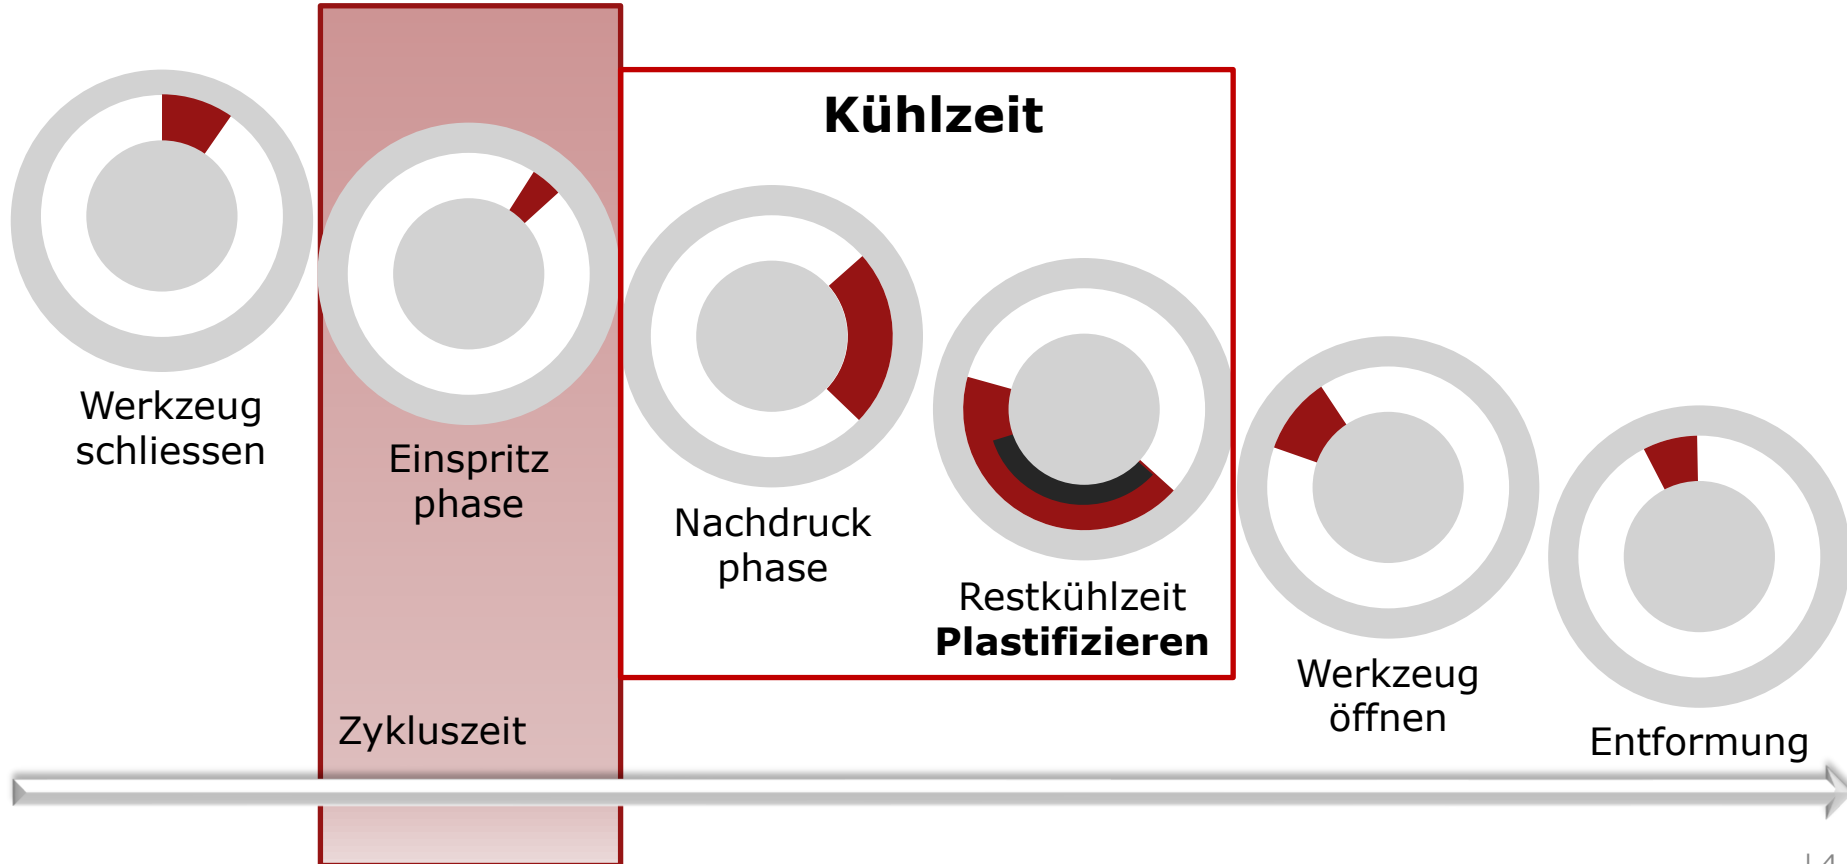 Kühlzeit
Werkzeug
schliessen
Einspritz
phase
Nachdruck
phase
Restkühlzeit
Plastifizieren
Werkzeug
öffnen
Entformung
Zykluszeit